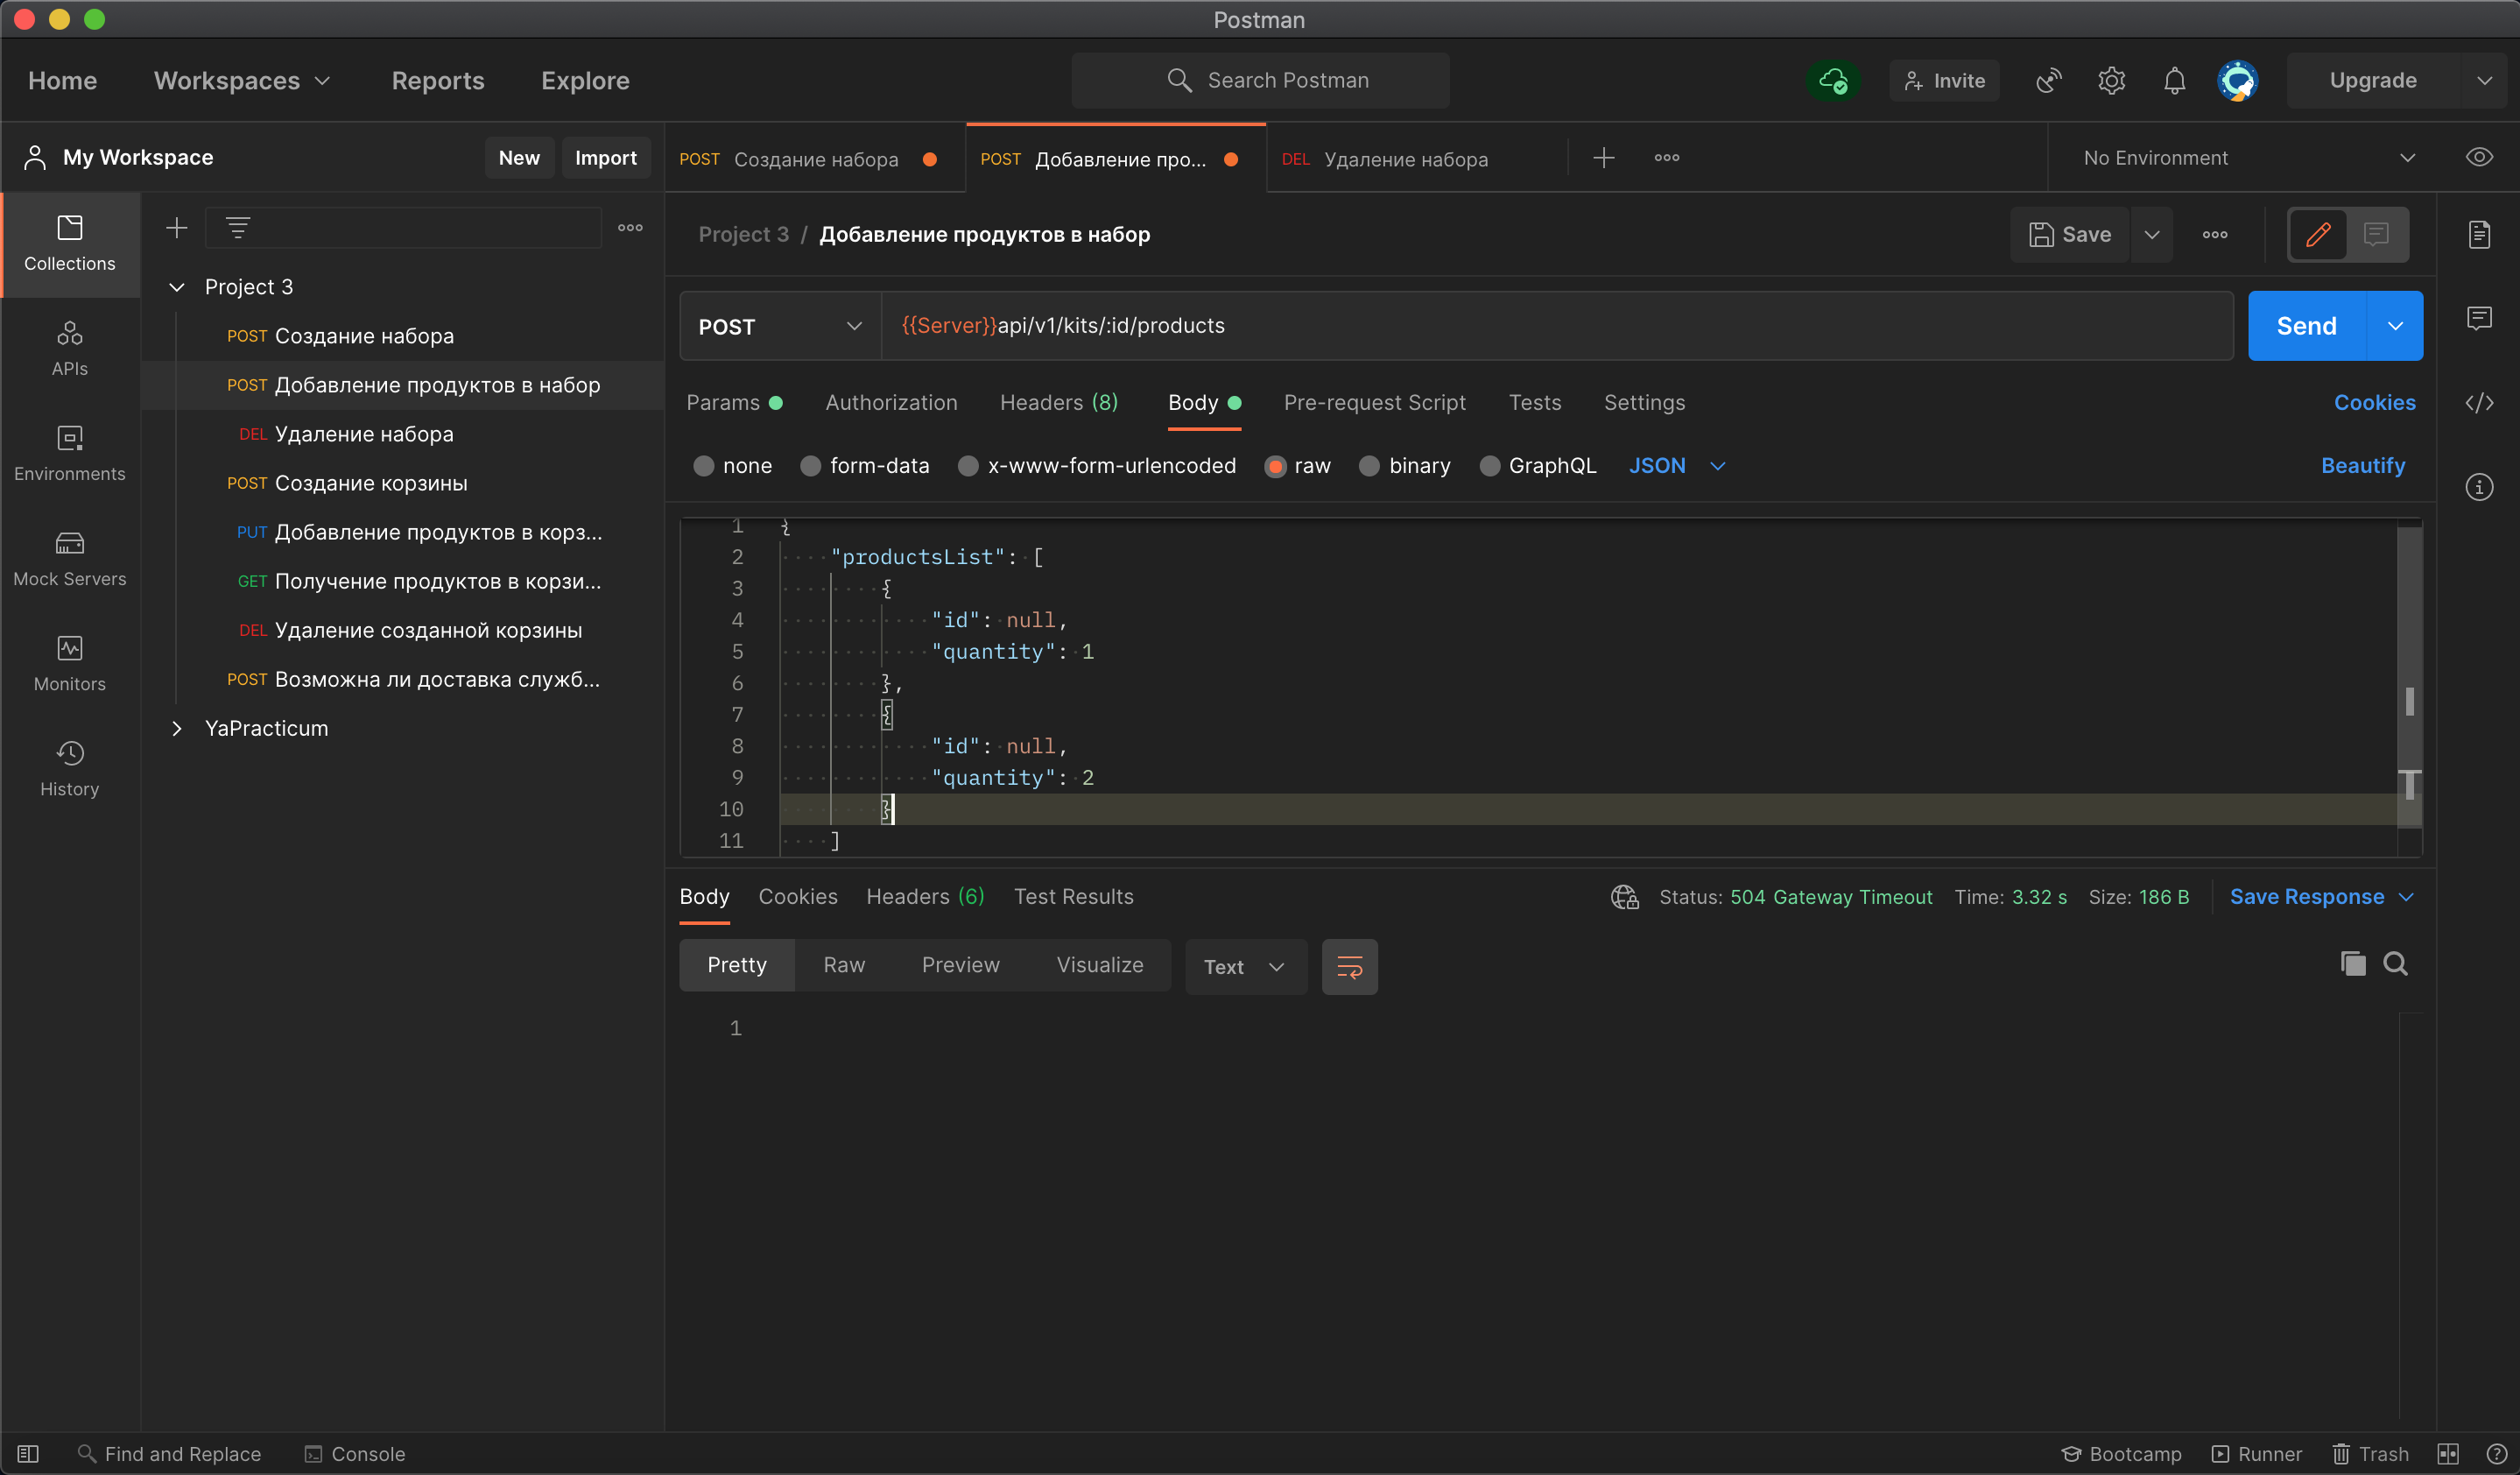 Postman
Home Workspaces Reports Explore Search Postman Invite Upgrade
My Workspace New Import
POST Создание набора POST Добавление про... DEL Удаление набора No Environment
Collections
APIs
Environments
Mock Servers
Monitors
History
Project 3
POST Создание набора
POST Добавление продуктов в набор
DEL Удаление набора
POST Создание корзины
PUT Добавление продуктов в корз...
GET Получение продуктов в корзи...
DEL Удаление созданной корзины
POST Возможна ли доставка служб...
YaPracticum
Project 3 / Добавление продуктов в набор Save
POST {{Server}}api/v1/kits/:id/products Send
Params Authorization Headers (8) Body Pre-request Script Tests Settings Cookies
none form-data x-www-form-urlencoded raw binary GraphQL JSON Beautify
1 {
2 "productsList": [
3 {
4 "id": null,
5 "quantity": 1
6 },
7 {
8 "id": null,
9 "quantity": 2
10 }
11 ]
Body Cookies Headers (6) Test Results Status: 504 Gateway Timeout Time: 3.32 s Size: 186 B Save Response
Pretty Raw Preview Visualize Text
1
Find and Replace Console Bootcamp Runner Trash